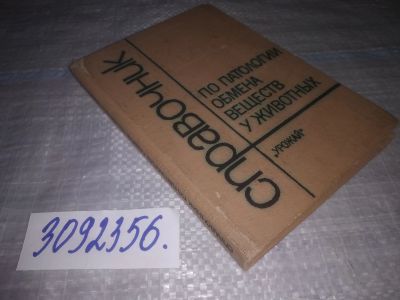 справочник
ПО ПАТОЛОГИИ
ОБМЕНА
ВЕЩЕСТВ
У ЖИВОТНЫХ
„УРОЖАЙ"
3092356.